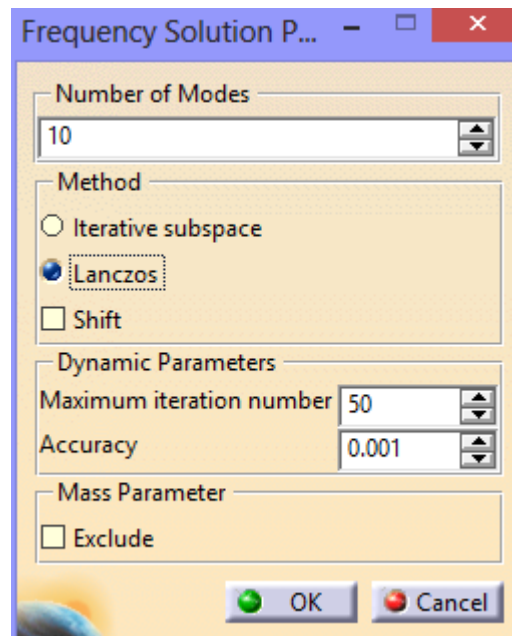 Frequency Solution P...
Number of Modes
10
Method
Iterative subspace
Lanczos
Shift
Dynamic Parameters
Maximum iteration number 50
Accuracy 0.001
Mass Parameter
Exclude
OK Cancel